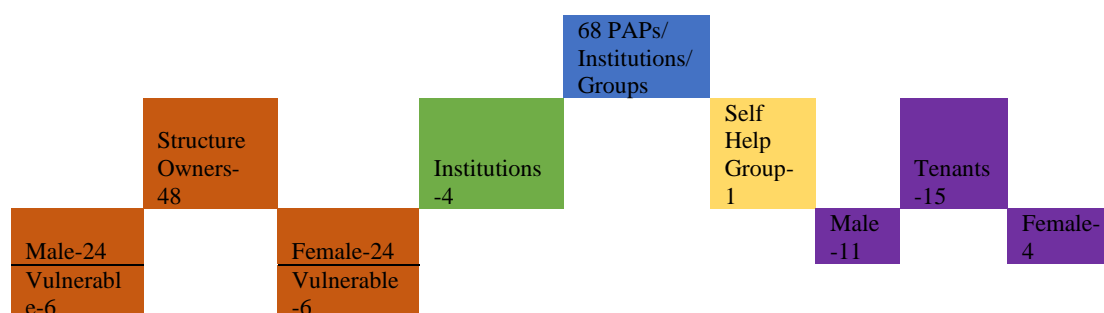 68 PAPs/
Institutions/
Groups
Structure
Owners-
48
Institutions
-4
Self
Help
Group-
1
Tenants
-15
Male-24
Vulnerabl
e-6
Female-24
Vulnerable
-6
Male
-11
Female-
4